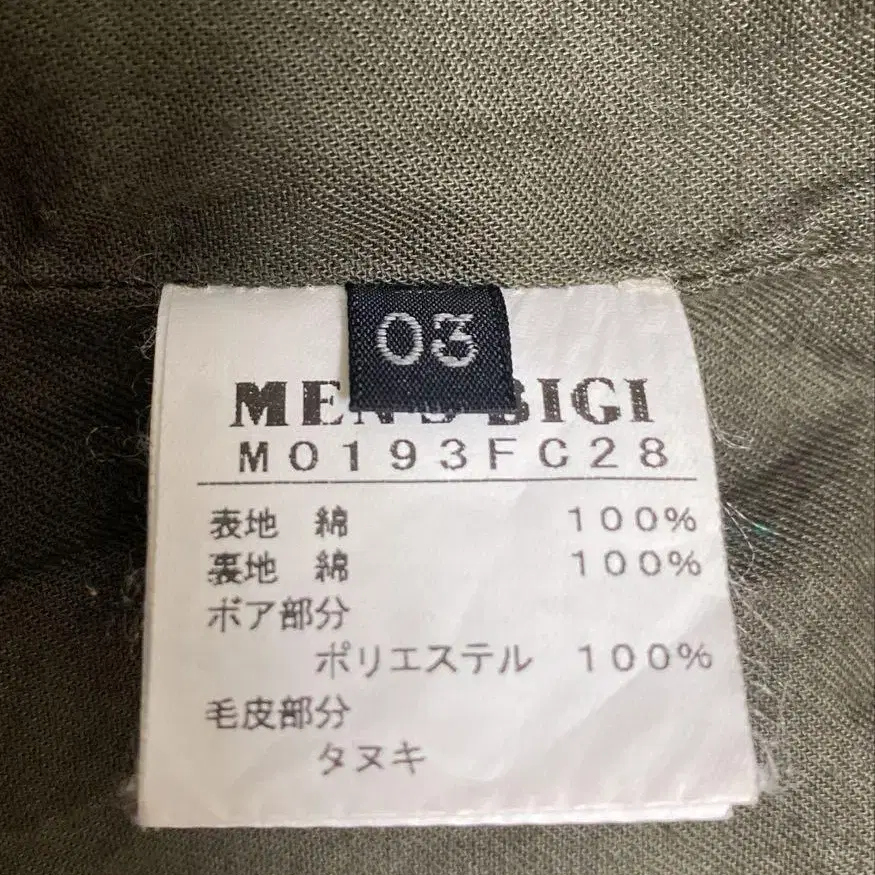 03
MEN'S BIGI
M0193FC28
表地 綿 100%
裏地 綿 100%
ボア部分
ポリエステル 100%
毛皮部分
タヌキ